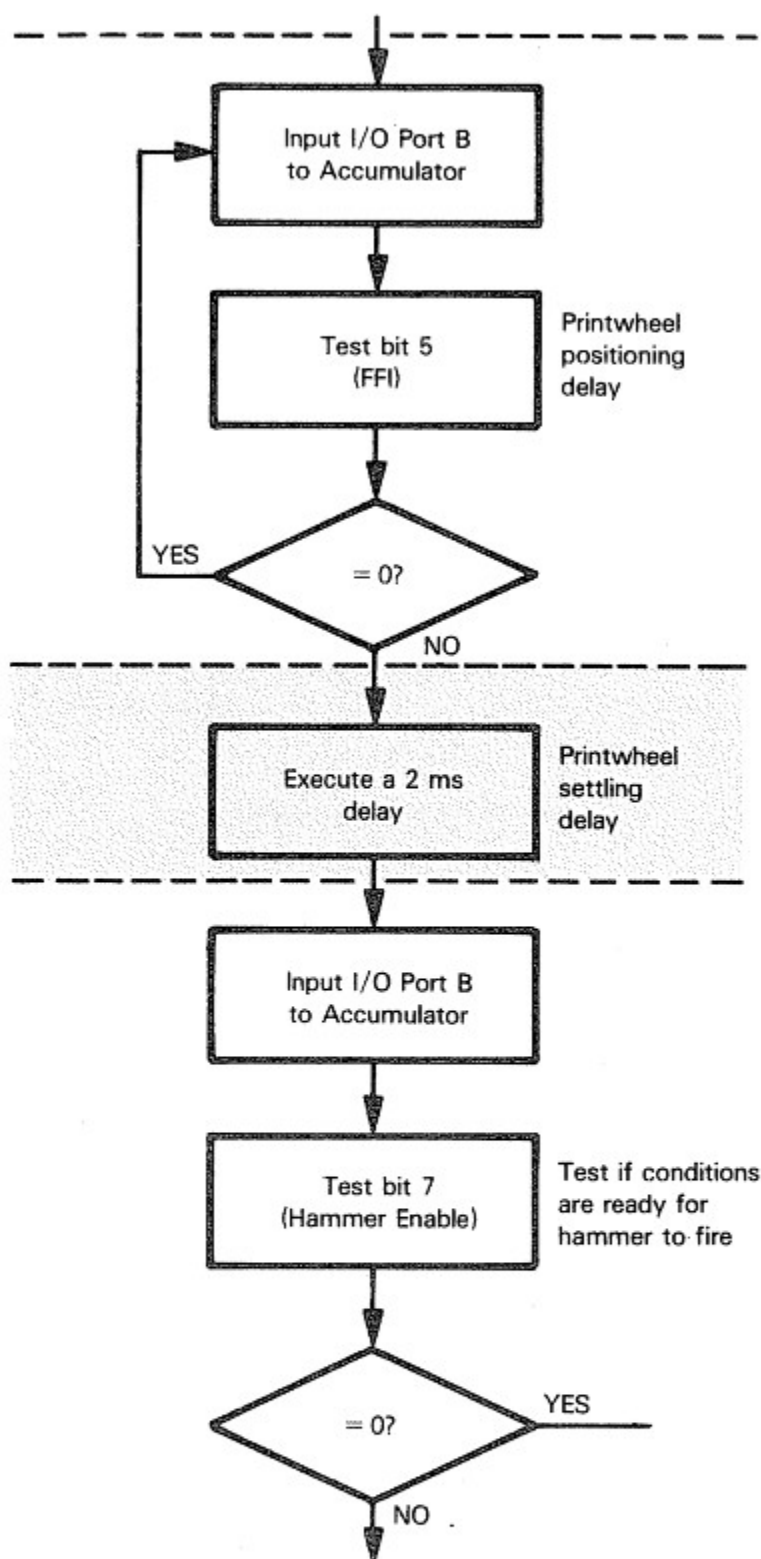 Input I/O Port B
to Accumulator
Test bit 5
(FFI)
Printwheel
positioning
delay
YES
= 0?
NO
Execute a 2 ms
delay
Printwheel
settling
delay
Input I/O Port B
to Accumulator
Test bit 7
(Hammer Enable)
Test if conditions
are ready for
hammer to fire
= 0?
YES
NO